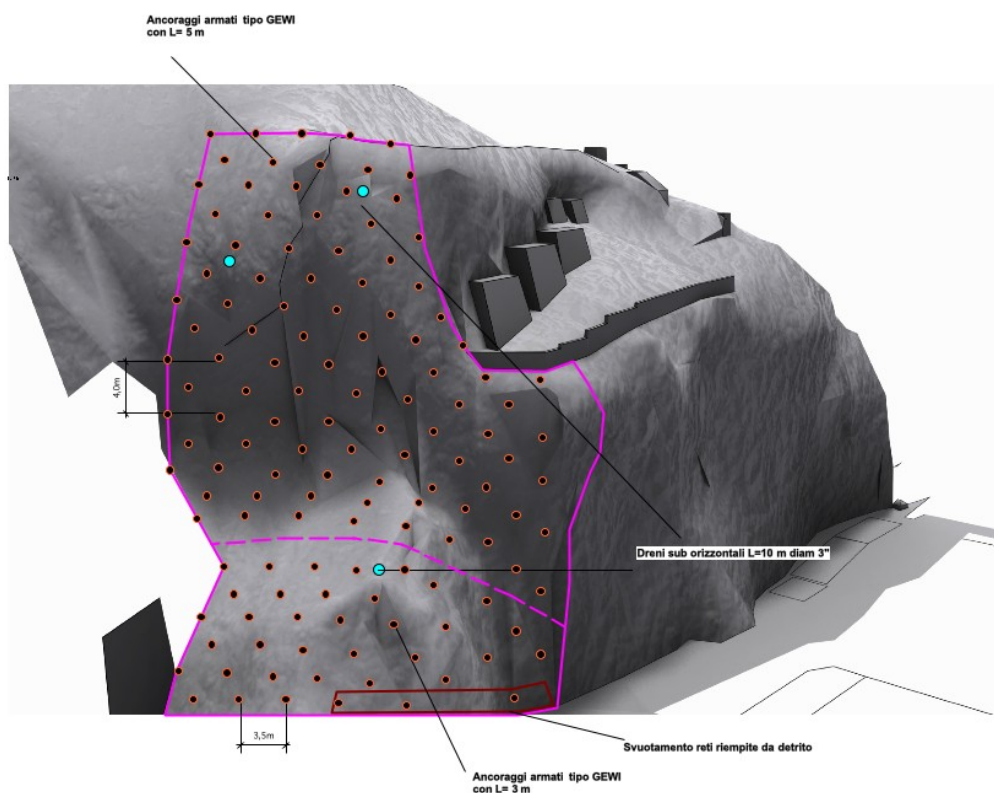 Ancoraggi armati tipo GEWI
con L= 5 m
4,0m
Dreni sub orizzontali L=10 m diam 3"
3,5m
Svuotamento reti riempite da detrito
Ancoraggi armati tipo GEWI
con L= 3 m